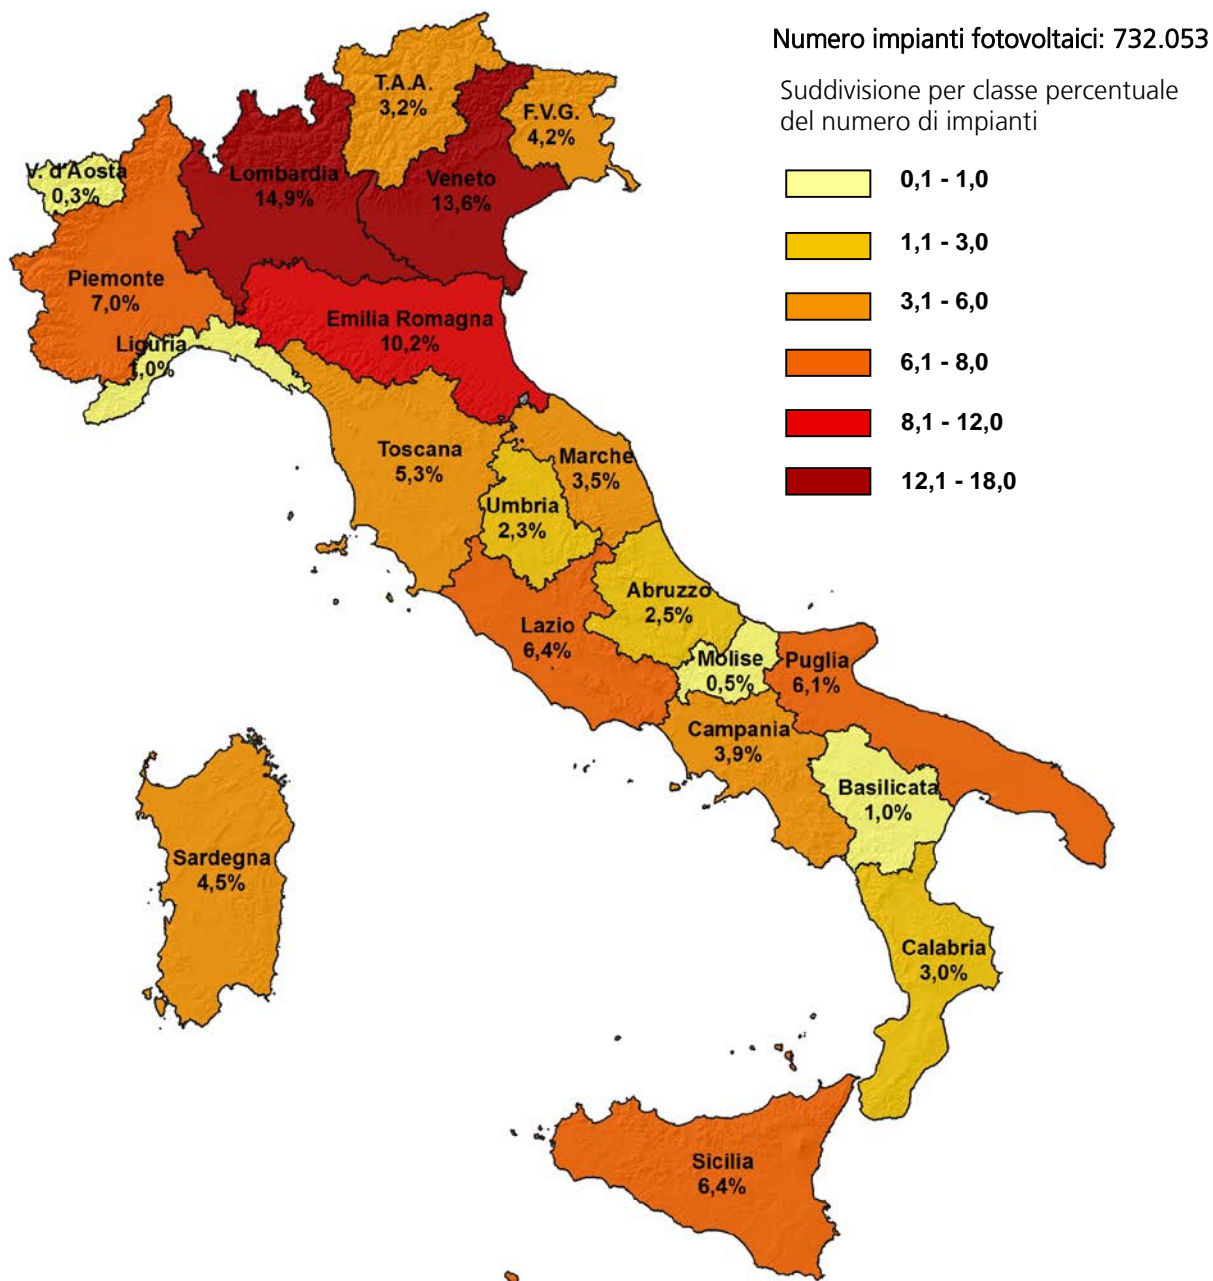 Numero impianti fotovoltaici: 732.053
Suddivisione per classe percentuale
del numero di impianti
0,1 - 1,0
1,1 - 3,0
3,1 - 6,0
6,1 - 8,0
8,1 - 12,0
12,1 - 18,0
T.A.A.
3,2%
F.V.G.
4,2%
V. d'Aosta
0,3%
Lombardia
14,9%
Veneto
13,6%
Piemonte
7,0%
Emilia Romagna
10,2%
Liguria
1,0%
Toscana
5,3%
Marche
3,5%
Umbria
2,3%
Abruzzo
2,5%
Lazio
6,4%
Molise
0,5%
Puglia
6,1%
Campania
3,9%
Basilicata
1,0%
Sardegna
4,5%
Calabria
3,0%
Sicilia
6,4%